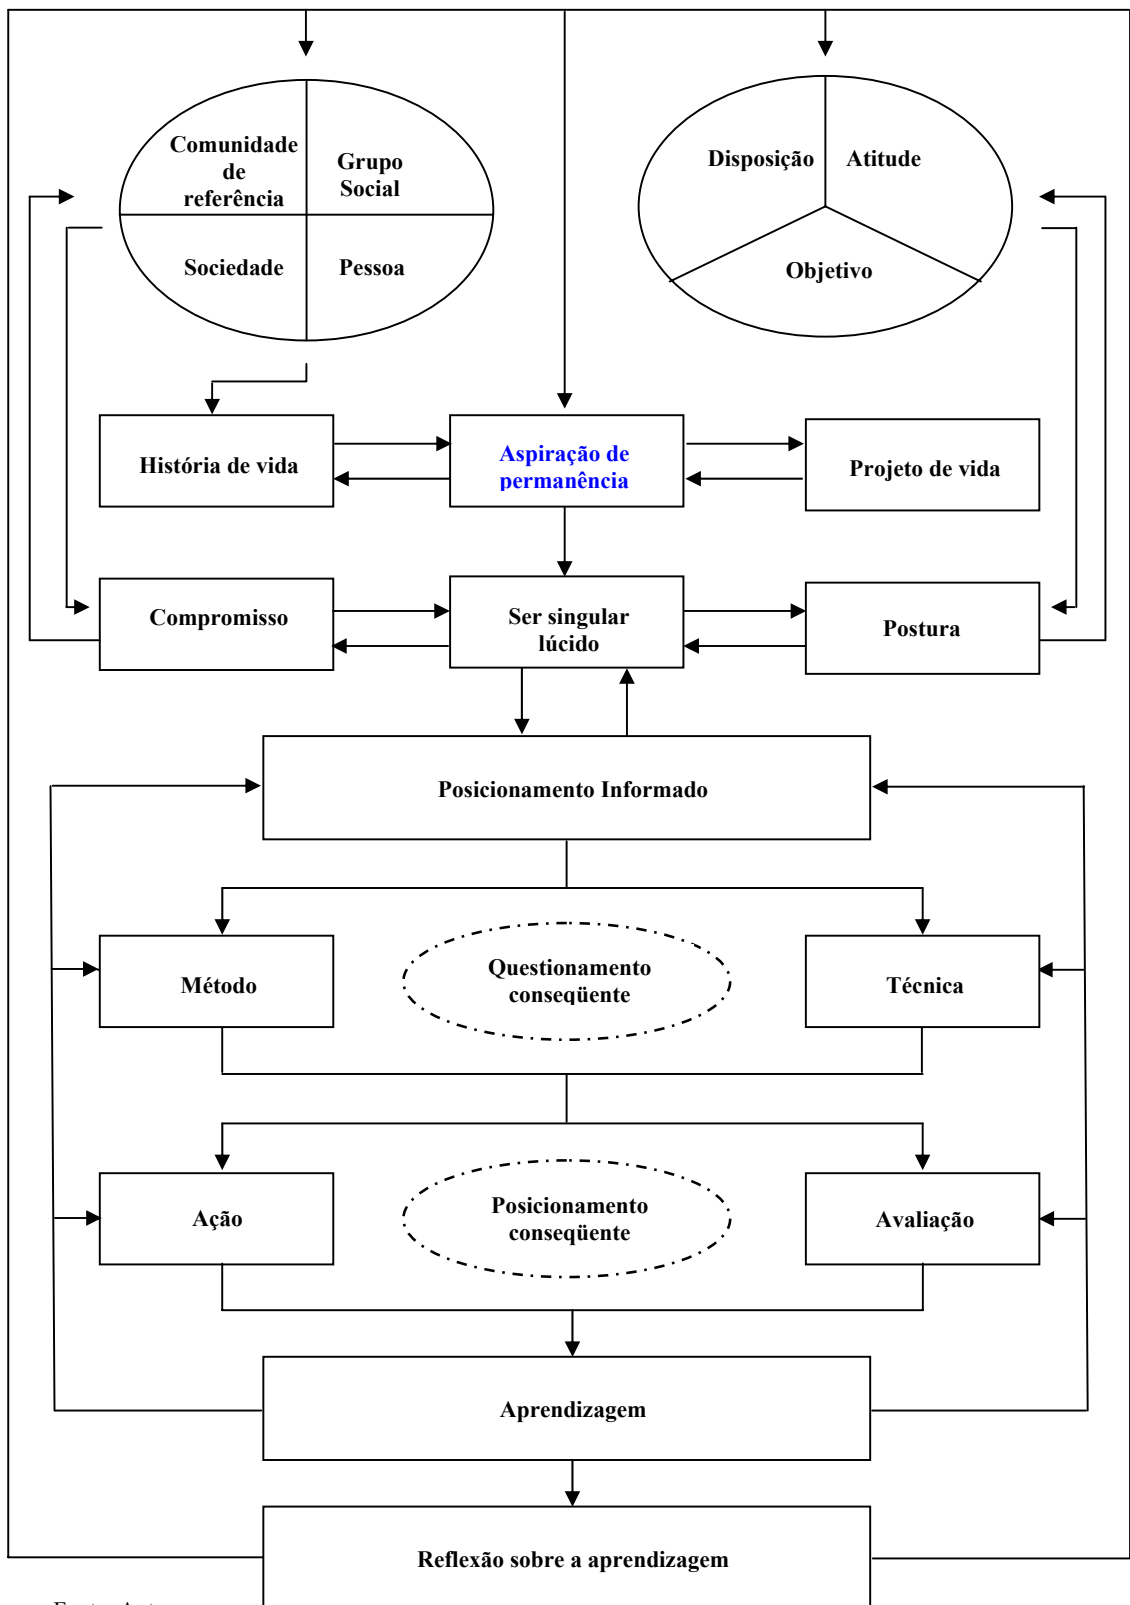 Comunidade
de
referência
Grupo
Social
Sociedade
Pessoa
Disposição
Atitude
Objetivo
História de vida
Aspiração de
permanência
Projeto de vida
Compromisso
Ser singular
lúcido
Postura
Posicionamento Informado
Método
Questionamento
conseqüente
Técnica
Ação
Posicionamento
conseqüente
Avaliação
Aprendizagem
Reflexão sobre a aprendizagem